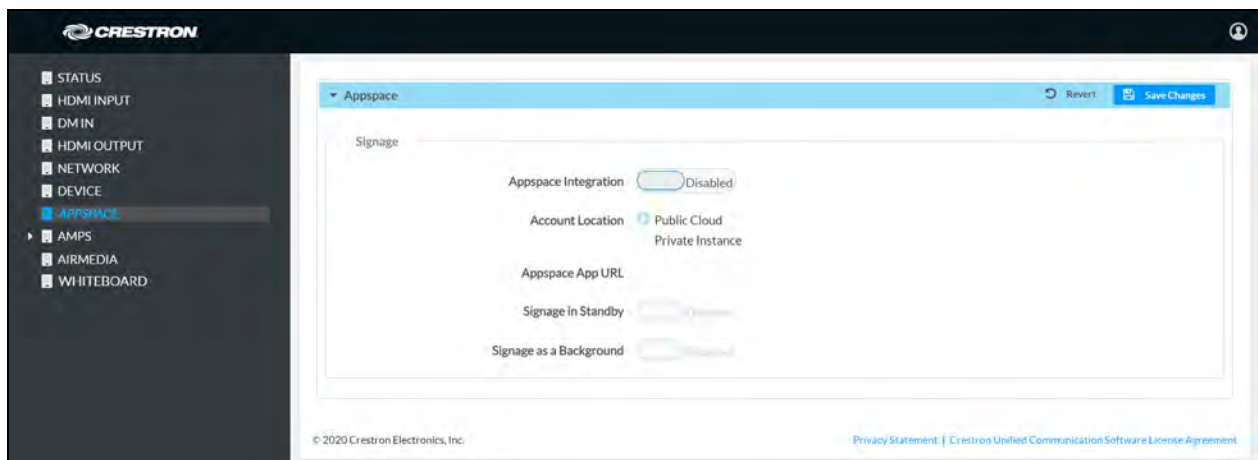 CRESTRON
STATUS
HDMI INPUT
DM IN
HDMI OUTPUT
NETWORK
DEVICE
APPSPACE
AMPS
AIRMEDIA
WHITEBOARD
Appspace
Revert
Save Changes
Signage
Appspace Integration Disabled
Account Location Public Cloud
Private Instance
Appspace App URL
Signage in Standby
Signage as a Background
© 2020 Crestron Electronics, Inc.
Privacy Statement | Crestron Unified Communication Software License Agreement